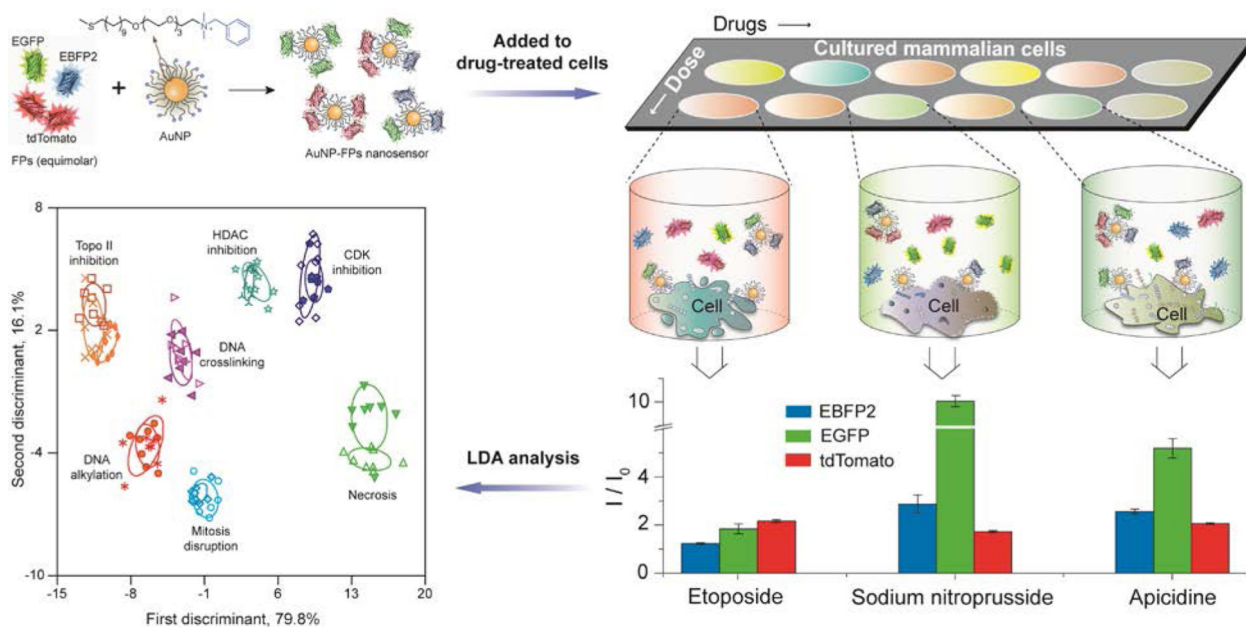 S
9
O
O
3
N
+
EGFP
EBFP2
+
tdTomato
FPs (equimolar)
AuNP
AuNP-FPs nanosensor
Added to
drug-treated cells
Drugs
Dose
Cultured mammalian cells
Cell
Cell
Cell
8
2
-4
-10
Second discriminant, 16.1%
Topo II
inhibition
HDAC
inhibition
CDK
inhibition
DNA
crosslinking
DNA
alkylation
Mitosis
disruption
Necrosis
-15
-8
-1
6
13
20
First discriminant, 79.8%
LDA analysis
I / I0
10
4
2
0
EBFP2
EGFP
tdTomato
Etoposide
Sodium nitroprusside
Apicidine